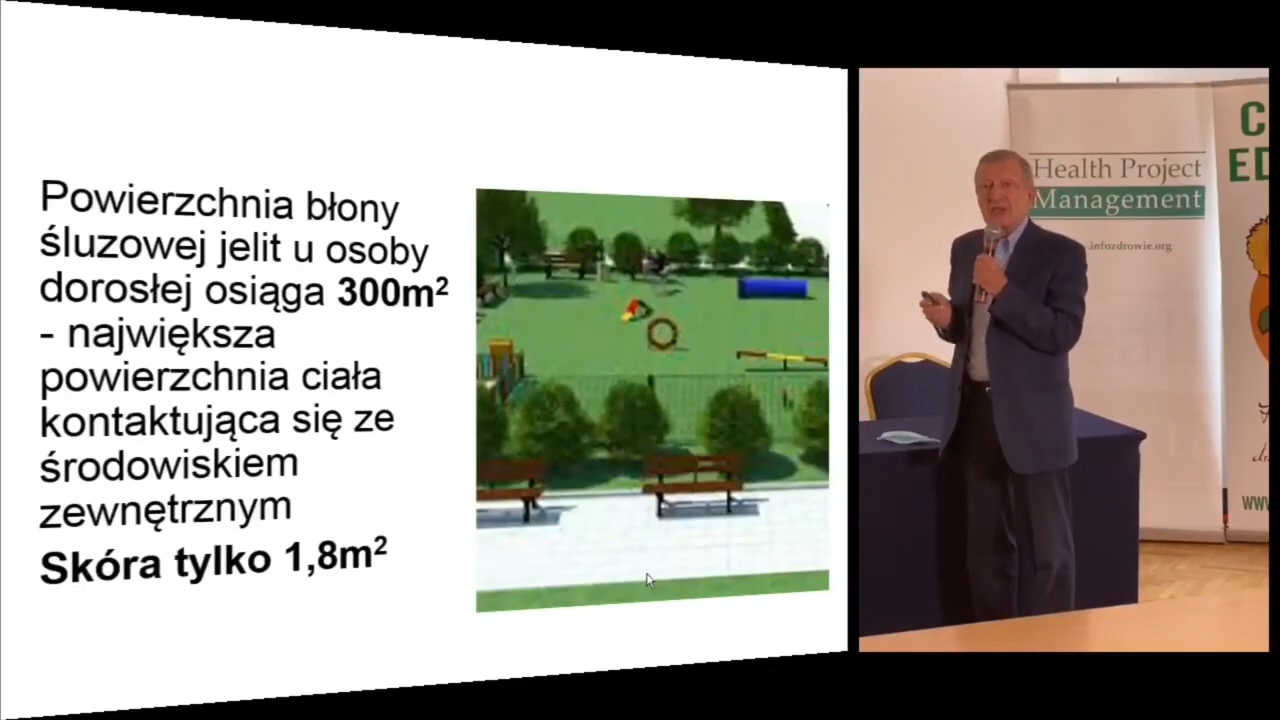 Powierzchnia błony
śluzowej jelit u osoby
dorosłej osiąga 300m²
- największa
powierzchnia ciała
kontaktująca się ze
środowiskiem
zewnętrznym
Skóra tylko 1,8m²
Health Project
Management
.infozdrowie.org